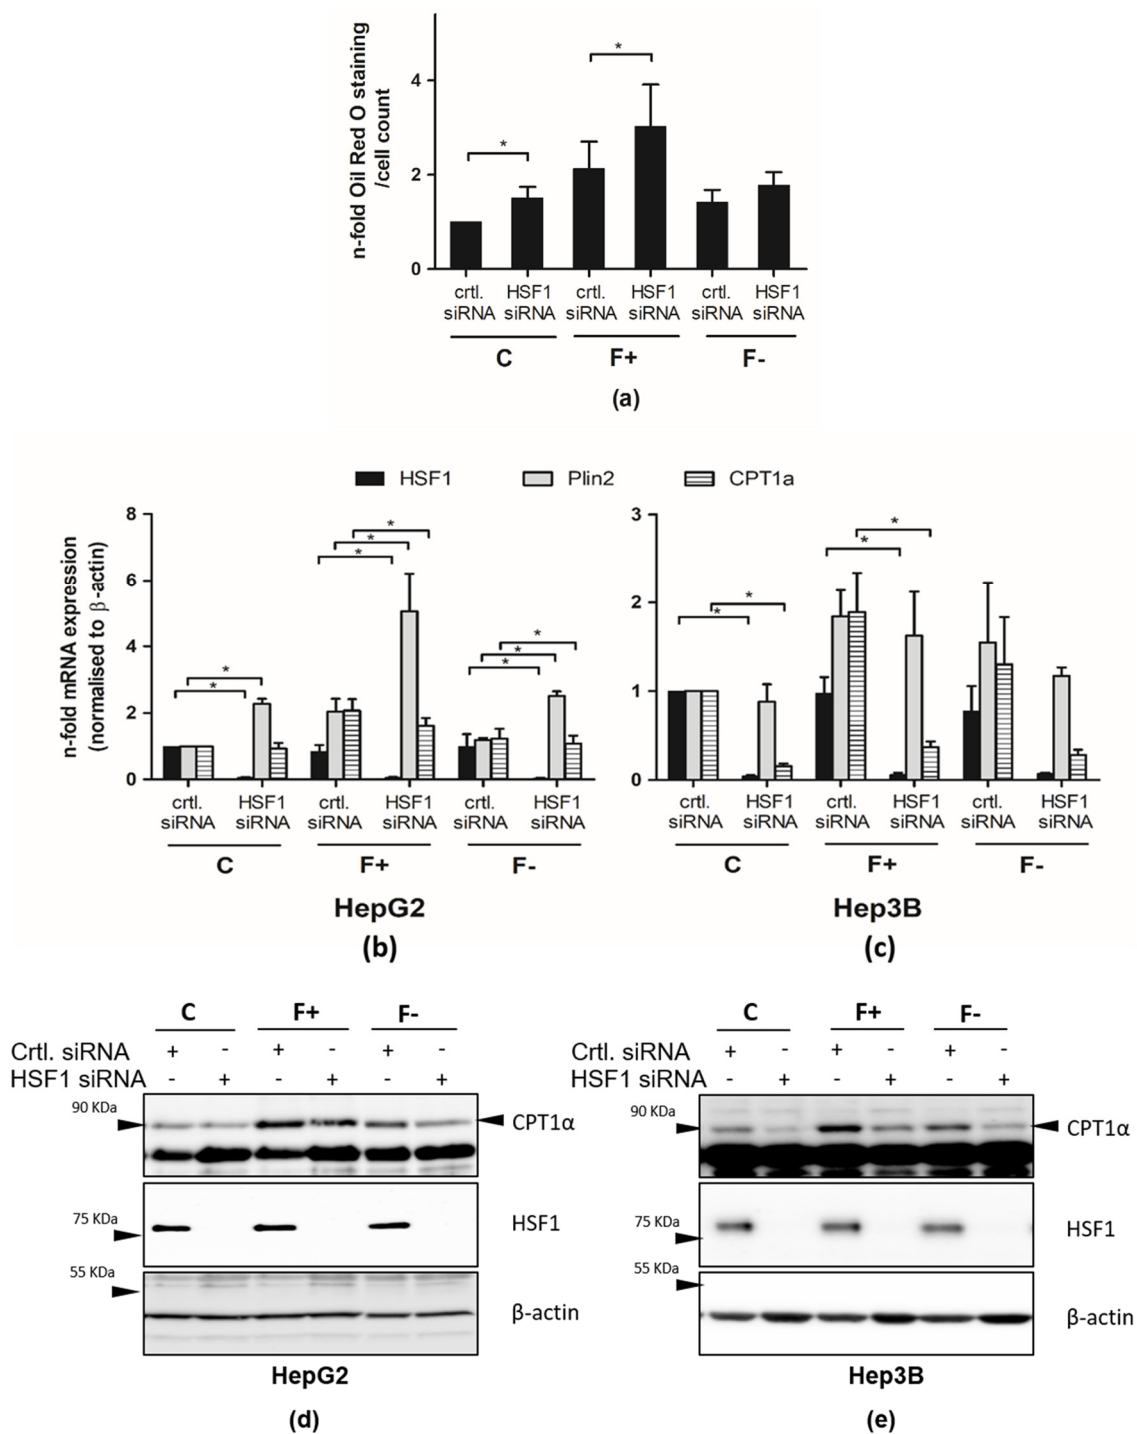 n-fold Oil Red O staining
/cell count
4
2
0
*
*
crtl.
siRNA
HSF1
siRNA
crtl.
siRNA
HSF1
siRNA
crtl.
siRNA
HSF1
siRNA
C
F+
F-
(a)
HSF1
Plin2
CPT1a
n-fold mRNA expression
(normalised to β-actin)
8
6
4
2
0
*
*
*
*
*
*
*
*
crtl.
siRNA
HSF1
siRNA
crtl.
siRNA
HSF1
siRNA
crtl.
siRNA
HSF1
siRNA
C
F+
F-
HepG2
(b)
3
2
1
0
*
*
*
*
crtl.
siRNA
HSF1
siRNA
crtl.
siRNA
HSF1
siRNA
crtl.
siRNA
HSF1
siRNA
C
F+
F-
Hep3B
(c)
C F+ F-
Crtl. siRNA + - + - + -
HSF1 siRNA - + - + - +
90 KDa
CPT1α
75 KDa
HSF1
55 KDa
β-actin
HepG2
(d)
C F+ F-
Crtl. siRNA + - + - + -
HSF1 siRNA - + - + - +
90 KDa
CPT1α
75 KDa
HSF1
55 KDa
β-actin
Hep3B
(e)